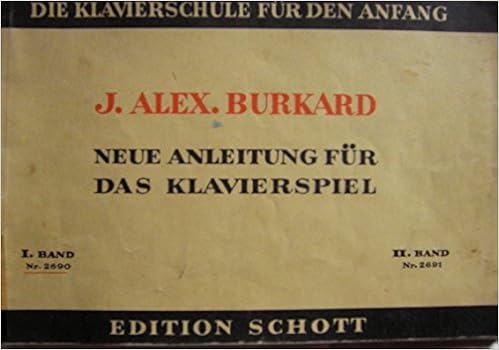 DIE KLAVIERSCHULE FÜR DEN ANFANG
J. ALEX. BURKARD
NEUE ANLEITUNG FÜR
DAS KLAVIERSPIEL
I. BAND
Nr. 2690
II. BAND
Nr. 2691
EDITION SCHOTT